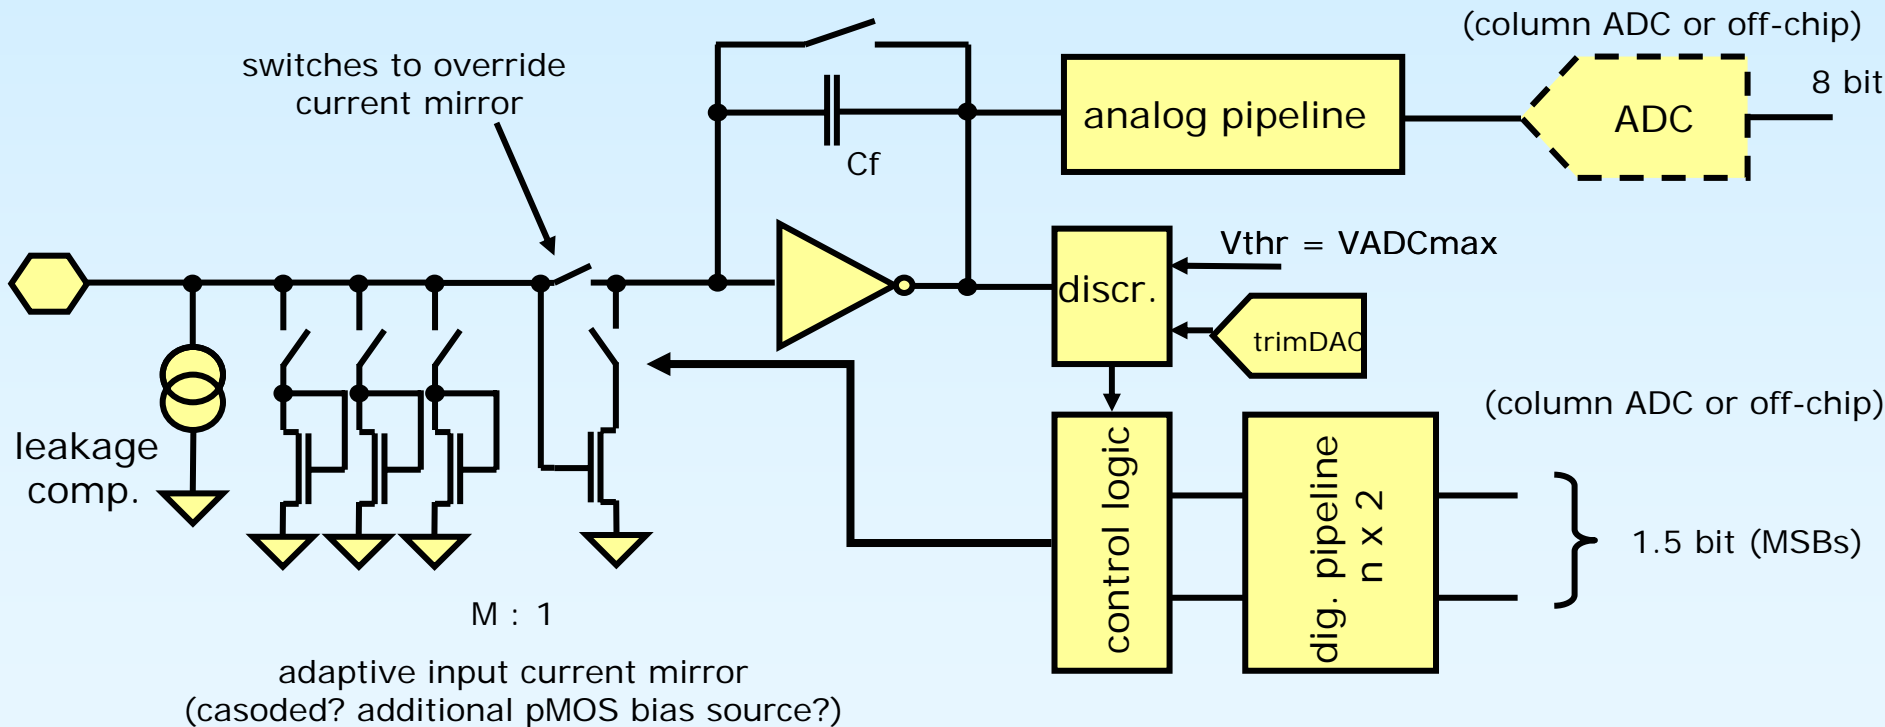 (column ADC or off-chip)
switches to override
current mirror
8 bit
analog pipeline
ADC
Cf
Vthr = VADCmax
discr.
trimDAC
(column ADC or off-chip)
leakage
comp.
control logic
dig. pipeline
n x 2
1.5 bit (MSBs)
M : 1
adaptive input current mirror
(casoded? additional pMOS bias source?)